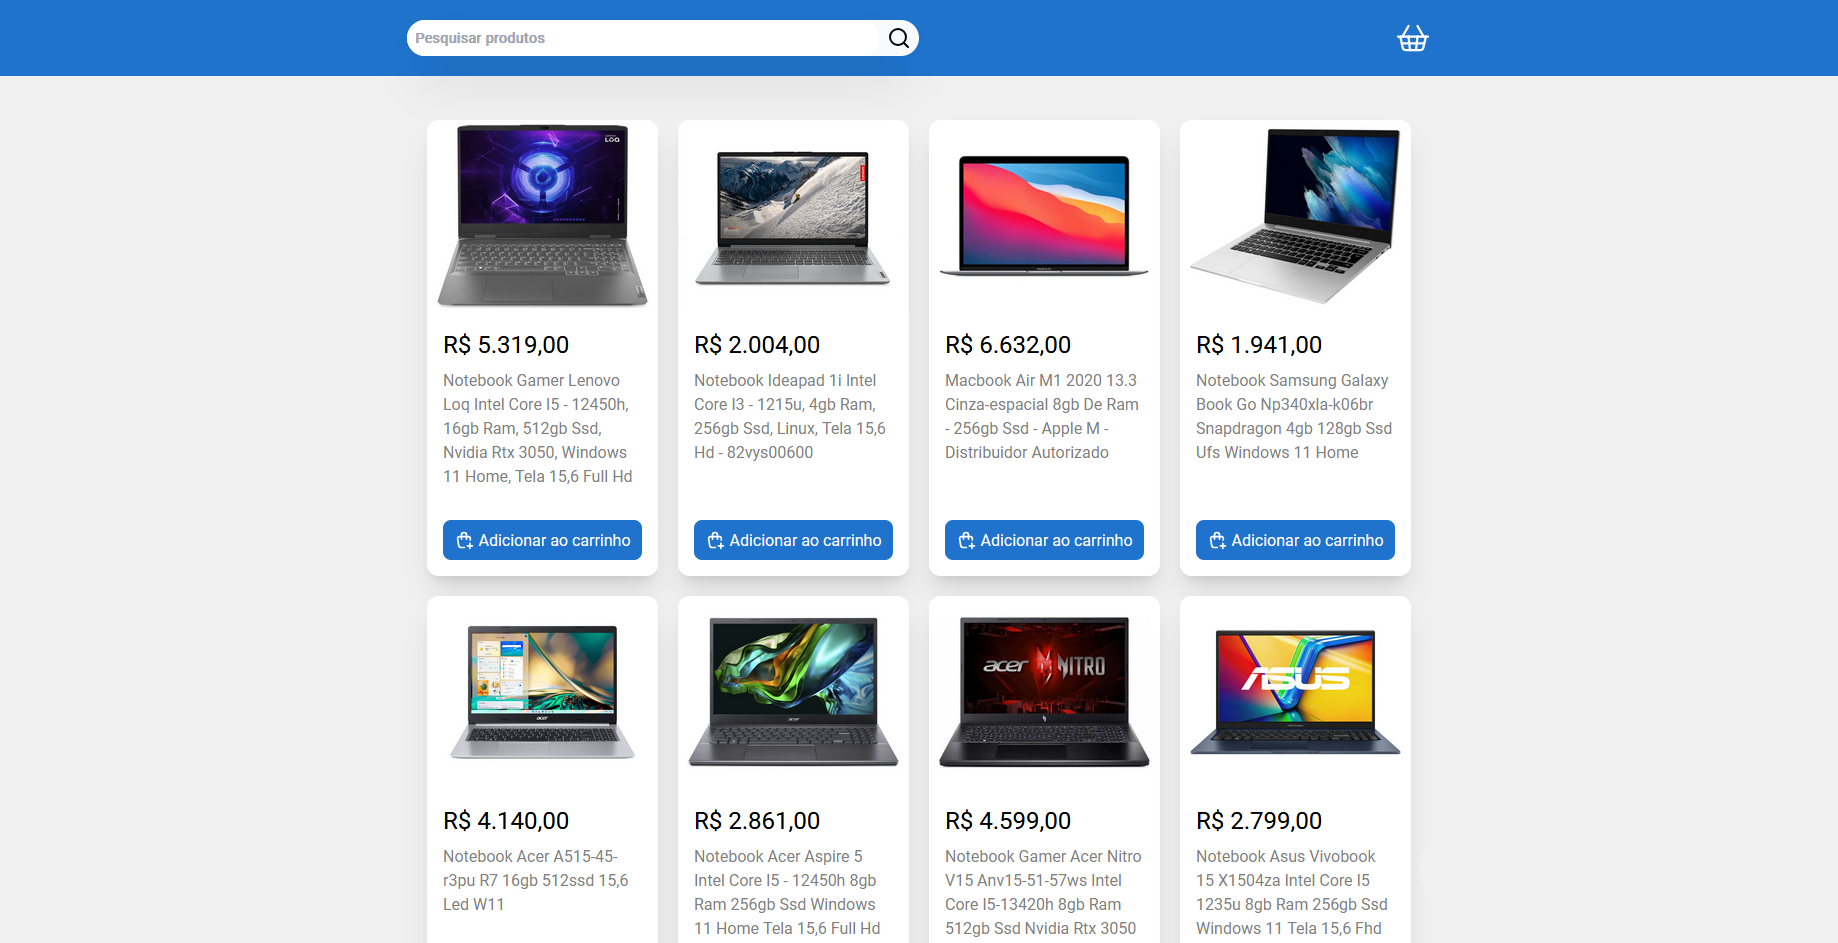 Pesquisar produtos
LOQ
R$ 5.319,00
Notebook Gamer Lenovo
Loq Intel Core I5 - 12450h,
16gb Ram, 512gb Ssd,
Nvidia Rtx 3050, Windows
11 Home, Tela 15,6 Full Hd
Adicionar ao carrinho
R$ 2.004,00
Notebook Ideapad 1i Intel
Core I3 - 1215u, 4gb Ram,
256gb Ssd, Linux, Tela 15,6
Hd - 82vys00600
Adicionar ao carrinho
R$ 6.632,00
Macbook Air M1 2020 13.3
Cinza-espacial 8gb De Ram
- 256gb Ssd - Apple M -
Distribuidor Autorizado
Adicionar ao carrinho
R$ 1.941,00
Notebook Samsung Galaxy
Book Go Np340xla-k06br
Snapdragon 4gb 128gb Ssd
Ufs Windows 11 Home
Adicionar ao carrinho
acer
R$ 4.140,00
Notebook Acer A515-45-
r3pu R7 16gb 512ssd 15,6
Led W11
acer
R$ 2.861,00
Notebook Acer Aspire 5
Intel Core I5 - 12450h 8gb
Ram 256gb Ssd Windows
11 Home Tela 15,6 Full Hd
acer NITRO
R$ 4.599,00
Notebook Gamer Acer Nitro
V15 Anv15-51-57ws Intel
Core I5-13420h 8gb Ram
512gb Ssd Nvidia Rtx 3050
ASUS
R$ 2.799,00
Notebook Asus Vivobook
15 X1504za Intel Core I5
1235u 8gb Ram 256gb Ssd
Windows 11 Tela 15,6 Fhd